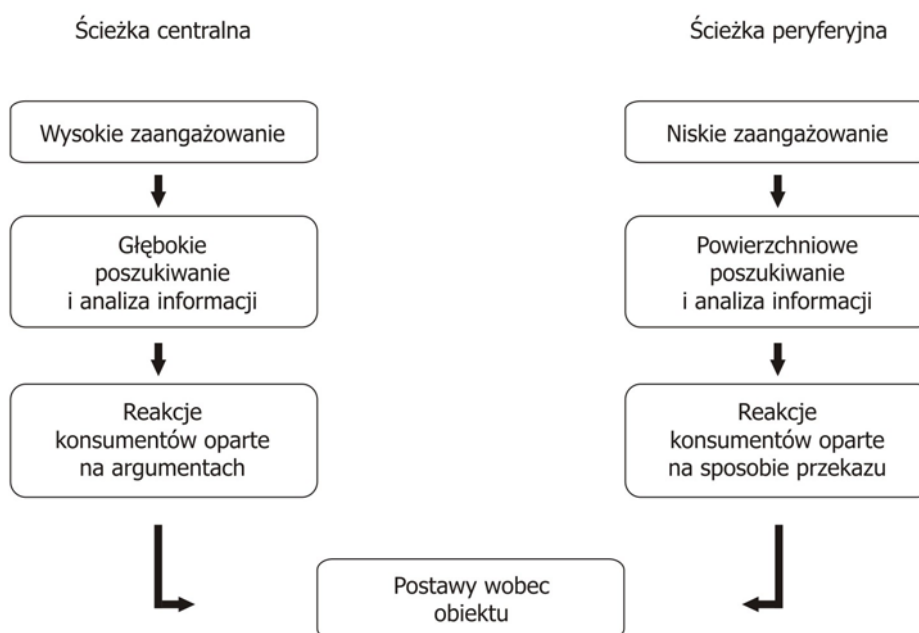 Ścieżka centralna
Ścieżka peryferyjna
Wysokie zaangażowanie
Niskie zaangażowanie
Głębokie
poszukiwanie
i analiza informacji
Powierzchniowe
poszukiwanie
i analiza informacji
Reakcje
konsumentów oparte
na argumentach
Reakcje
konsumentów oparte
na sposobie przekazu
Postawy wobec
obiektu